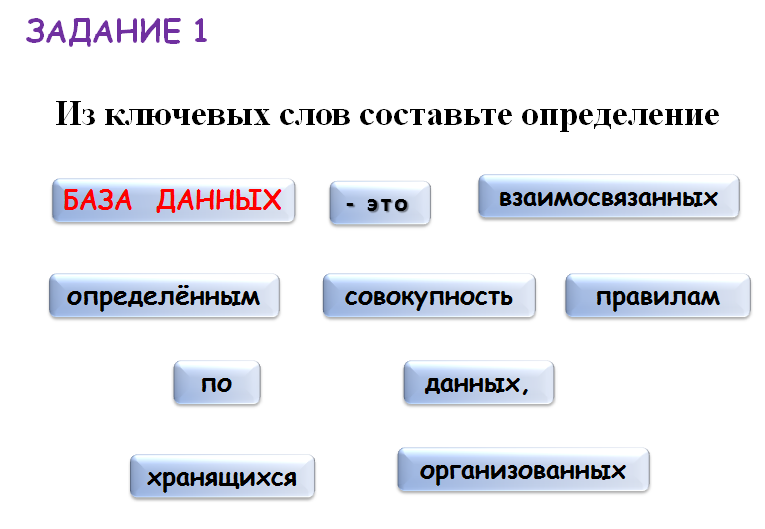 ЗАДАНИЕ 1
Из ключевых слов составьте определение
БАЗА ДАННЫХ - это взаимосвязанных
определённым совокупность правилам
по данных,
хранящихся организованных